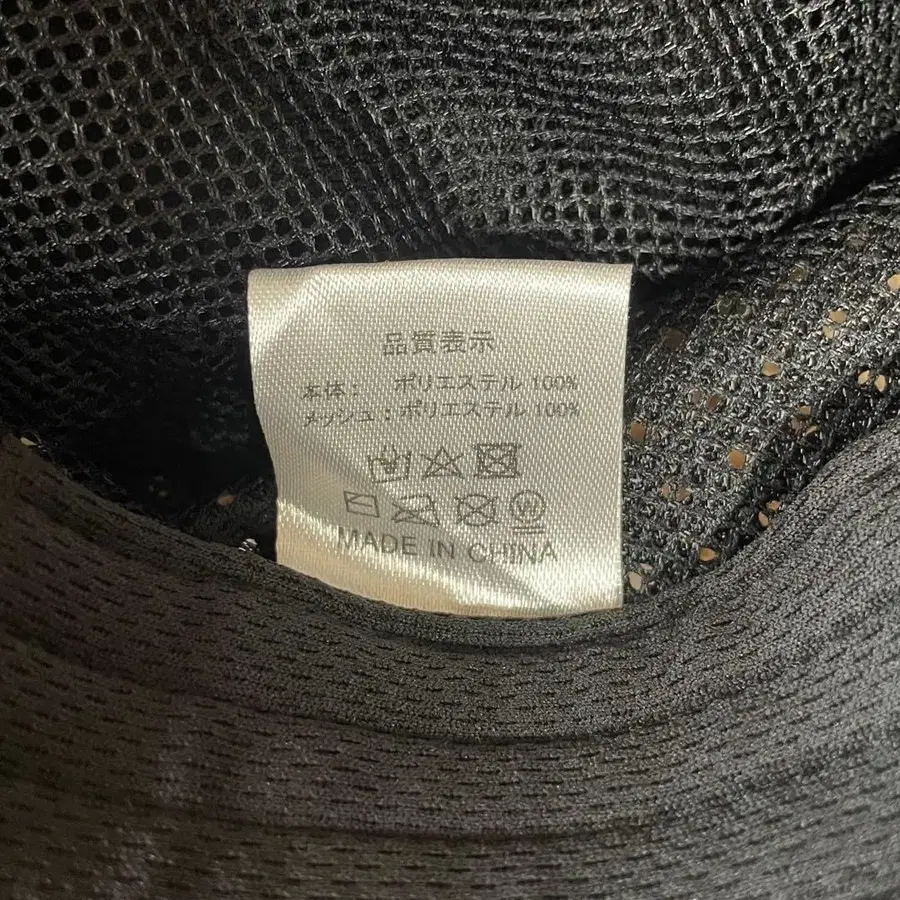 品質表示
本体： ポリエステル 100%
メッシュ：ポリエステル 100%
W
MADE IN CHINA